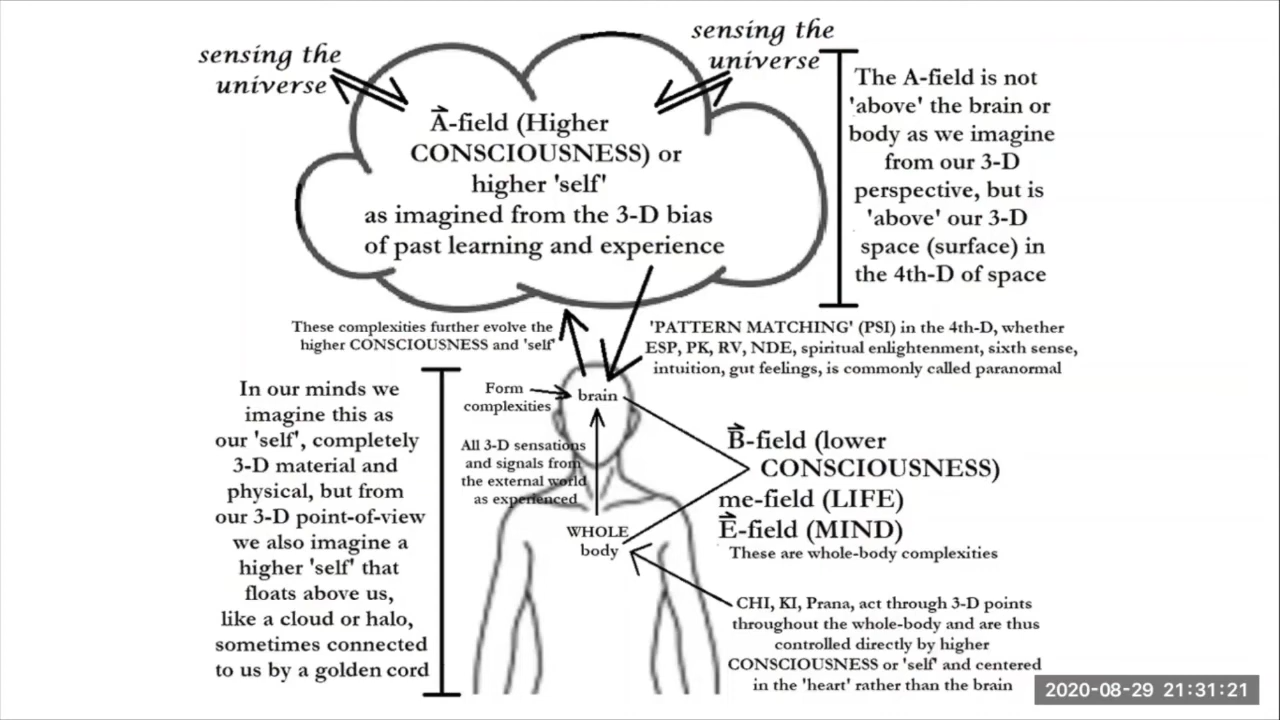 sensing the
universe
sensing the
universe
A-field (Higher
CONSCIOUSNESS) or
higher 'self'
as imagined from the 3-D bias
of past learning and experience
The A-field is not
'above' the brain or
body as we imagine
from our 3-D
perspective, but is
'above' our 3-D
space (surface) in
the 4th-D of space
These complexities further evolve the
higher CONSCIOUSNESS and 'self'
'PATTERN MATCHING' (PSI) in the 4th-D, whether
ESP, PK, RV, NDE, spiritual enlightenment, sixth sense,
intuition, gut feelings, is commonly called paranormal
In our minds we
imagine this as
our 'self', completely
3-D material and
physical, but from
our 3-D point-of-view
we also imagine a
higher 'self' that
floats above us,
like a cloud or halo,
sometimes connected
to us by a golden cord
Form
complexities
brain
All 3-D sensations
and signals from
the external world
as experienced
WHOLE
body
B-field (lower
CONSCIOUSNESS)
me-field (LIFE)
E-field (MIND)
These are whole-body complexities
CHI, KI, Prana, act through 3-D points
throughout the whole-body and are thus
controlled directly by higher
CONSCIOUSNESS or 'self' and centered
in the 'heart' rather than the brain
2020-08-29 21:31:21